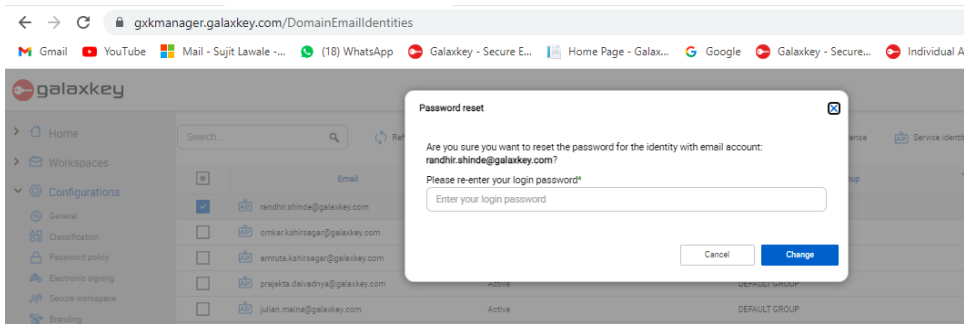 gxkmanager.galaxkey.com/DomainEmailIdentities
Gmail YouTube Mail - Sujit Lawale -... (18) WhatsApp Galaxkey - Secure E... Home Page - Galax... Google Galaxkey - Secure... Individual A
galaxkey
Password reset
Home
Search...
Ref
ense
Service identit
Are you sure you want to reset the password for the identity with email account:
randhir.shinde@galaxkey.com?
Workspaces
Please re-enter your login password*
Email
oup
Configurations
Enter your login password
randhir.shinde@galaxkey.com
General
omkar.kshirsagar@galaxkey.com
Classification
Cancel Change
amruta.kshirsagar@galaxkey.com
Password policy
Electronic signing
prajakta.daivadnya@galaxkey.com Active DEFAULT GROUP
Secure workspace
julian.maina@galaxkey.com Active DEFAULT GROUP
Branding